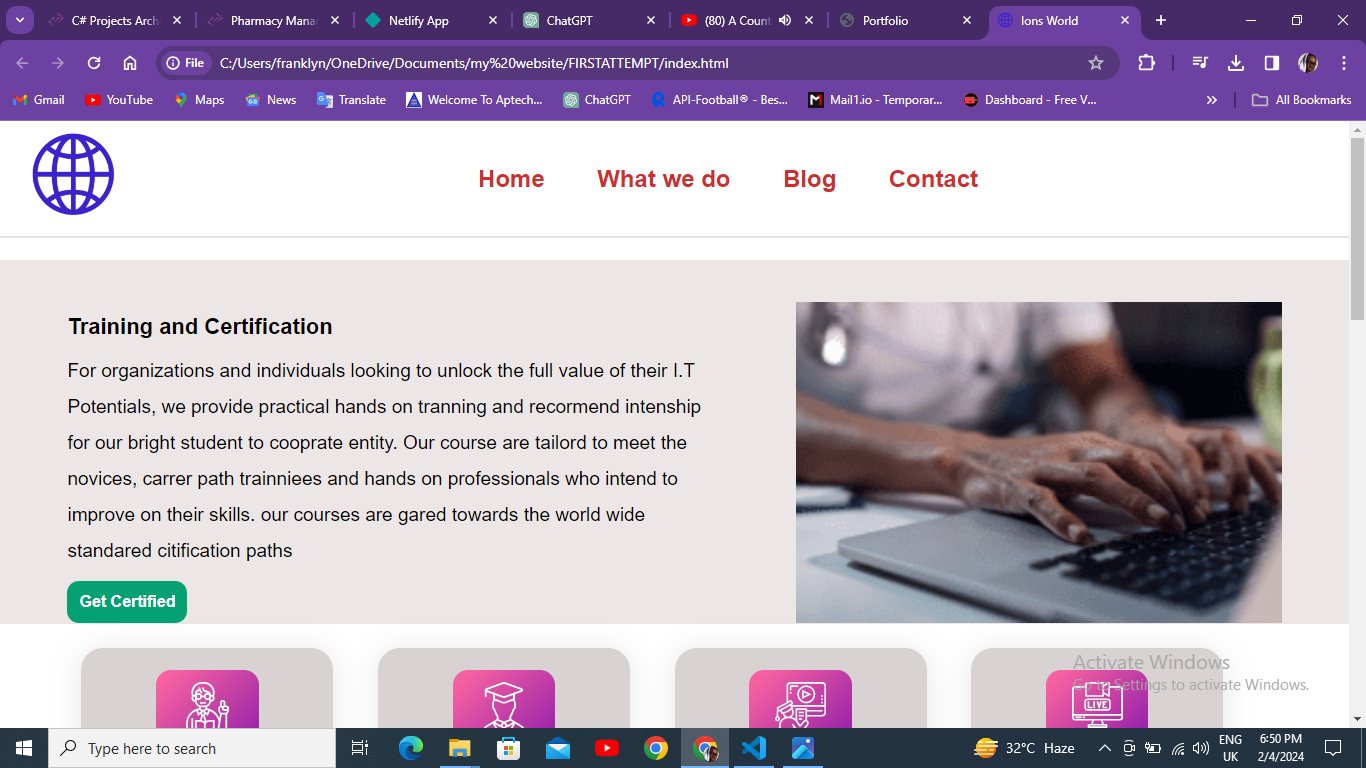 C# Projects Arch
Pharmacy Mana
Netlify App
ChatGPT
(80) A Count
Portfolio
Ions World
File
C:/Users/franklyn/OneDrive/Documents/my%20website/FIRSTATTEMPT/index.html
Gmail
YouTube
Maps
News
Translate
Welcome To Aptech...
ChatGPT
API-Football® - Bes...
Mail1.io - Temporar...
Dashboard - Free V...
All Bookmarks
Home
What we do
Blog
Contact
Training and Certification
For organizations and individuals looking to unlock the full value of their I.T
Potentials, we provide practical hands on tranning and recormend intenship
for our bright student to cooprate entity. Our course are tailord to meet the
novices, carrer path trainniees and hands on professionals who intend to
improve on their skills. our courses are gared towards the world wide
standared citification paths
Get Certified
LIVE
Activate Windows
Go to Settings to activate Windows.
Type here to search
32°C Haze
ENG
UK
6:50 PM
2/4/2024